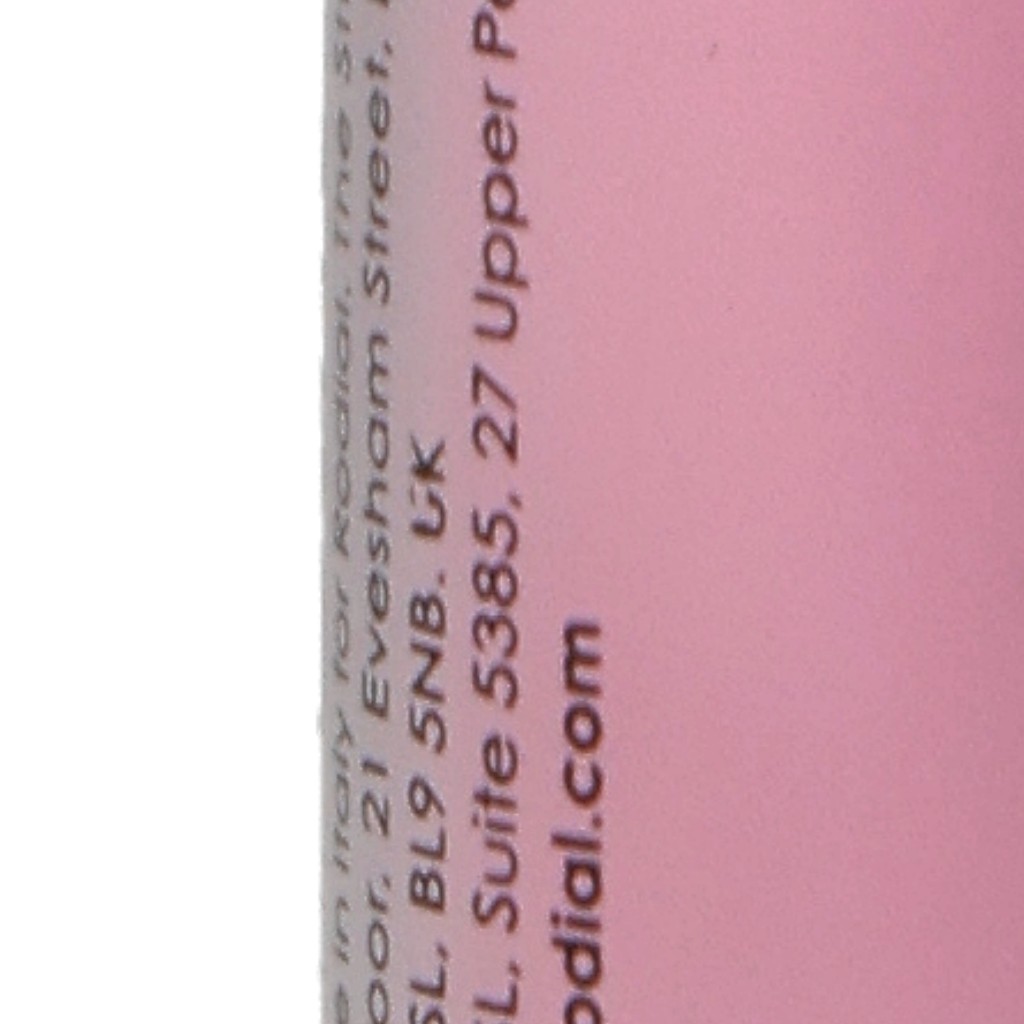 in Italy for Rodial. The
oor, 21 Evesham Street,
SL, BL9 5NB. UK
SL, Suite 5385, 27 Upper
odial.com